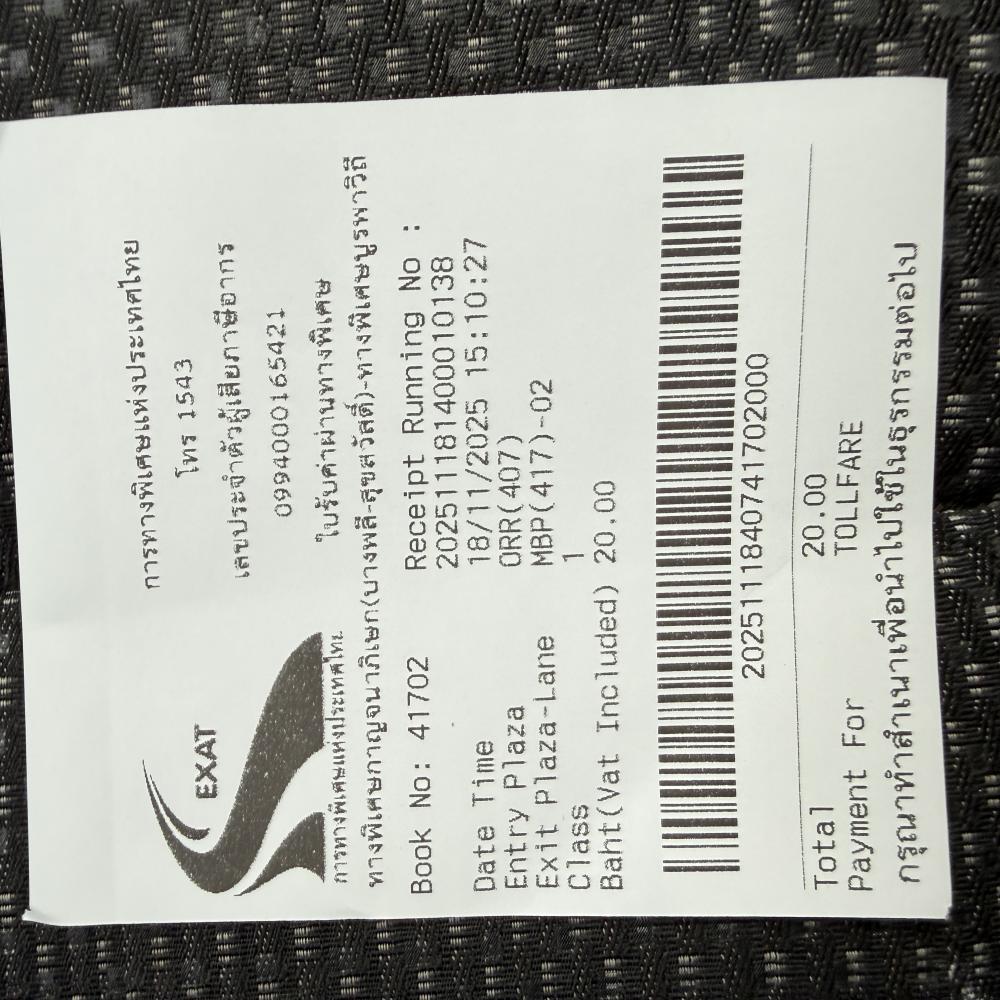 EXAT
การทางพิเศษแห่งประเทศไทย
การทางพิเศษแห่งประเทศไทย
โทร 1543
เลขประจำตัวผู้เสียภาษีอากร
0994000165421
ใบรับค่าผ่านทางพิเศษ
ทางพิเศษกาญจนาภิเษก(บางพลี-สุขสวัสดิ์)-ทางพิเศษบูรพาวิถี
Book No: 41702 Receipt Running No :
202511181400010138
Date Time 18/11/2025 15:10:27
Entry Plaza ORR(407)
Exit Plaza-Lane MBP(417)-02
Class 1
Baht(Vat Included) 20.00
2025111840741702000
Total 20.00
Payment For TOLLFARE
กรุณาทำสำเนาเพื่อนำไปใช้ในธุรกรรมต่อไป